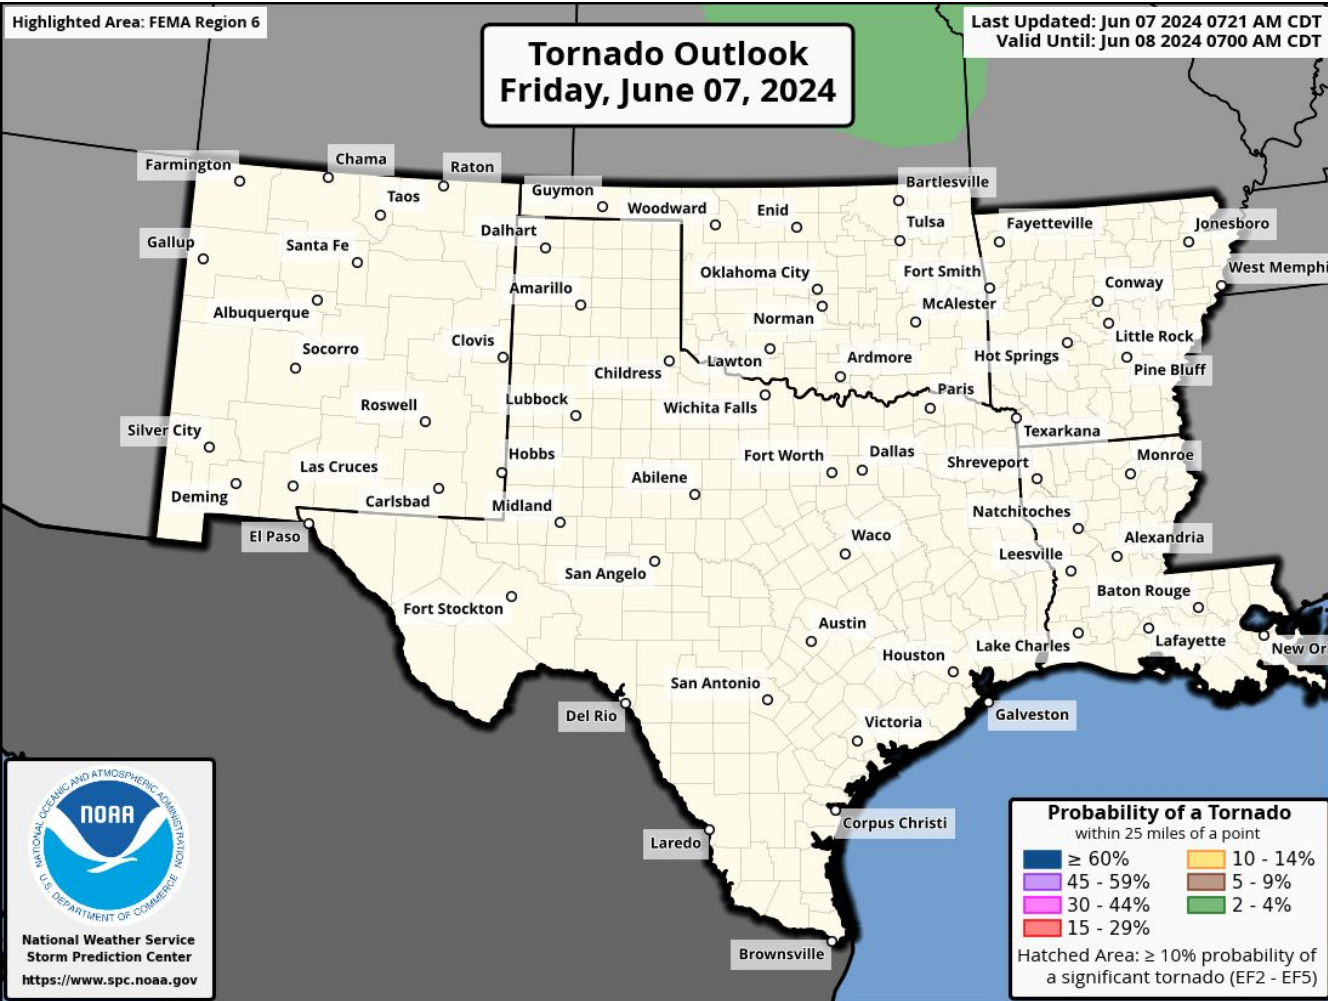 Highlighted Area: FEMA Region 6
Last Updated: Jun 07 2024 0721 AM CDT
Valid Until: Jun 08 2024 0700 AM CDT
Tornado Outlook
Friday, June 07, 2024
Farmington
Chama
Raton
Taos
Guymon
Woodward
Enid
Bartlesville
Tulsa
Fayetteville
Jonesboro
Gallup
Santa Fe
Dalhart
Oklahoma City
Fort Smith
West Memphi
Amarillo
Conway
Albuquerque
Norman
McAlester
Socorro
Clovis
Little Rock
Childress
Lawton
Ardmore
Hot Springs
Pine Bluff
Roswell
Lubbock
Wichita Falls
Paris
Silver City
Texarkana
Las Cruces
Hobbs
Fort Worth
Dallas
Shreveport
Monroe
Deming
Carlsbad
Abilene
Midland
Natchitoches
El Paso
Waco
Leesville
Alexandria
San Angelo
Baton Rouge
Fort Stockton
Austin
Lake Charles
Lafayette
New Or
Houston
San Antonio
Del Rio
Victoria
Galveston
Corpus Christi
Laredo
Brownsville
NATIONAL OCEANIC AND ATMOSPHERIC ADMINISTRATION
NOAA
U.S. DEPARTMENT OF COMMERCE
National Weather Service
Storm Prediction Center
https://www.spc.noaa.gov
Probability of a Tornado
within 25 miles of a point
≥ 60%
45 - 59%
30 - 44%
15 - 29%
10 - 14%
5 - 9%
2 - 4%
Hatched Area: ≥ 10% probability of
a significant tornado (EF2 - EF5)